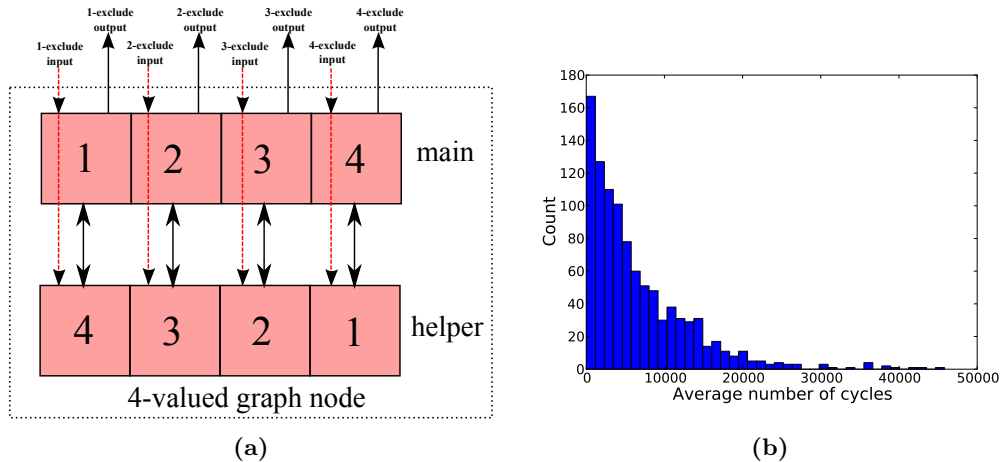 1-exclude output
2-exclude output
3-exclude output
4-exclude output
1-exclude input
2-exclude input
3-exclude input
4-exclude input
1 2 3 4 main
4 3 2 1 helper
4-valued graph node
(a)
180
160
140
120
100
80
60
40
20
0
Count
0 10000 20000 30000 40000 50000
Average number of cycles
(b)